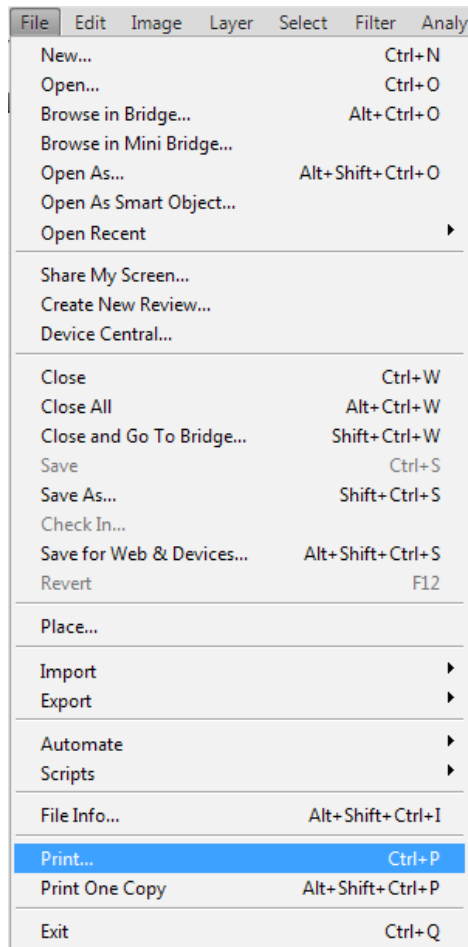 File Edit Image Layer Select Filter Analy
New... Ctrl+N
Open... Ctrl+O
Browse in Bridge... Alt+Ctrl+O
Browse in Mini Bridge...
Open As... Alt+Shift+Ctrl+O
Open As Smart Object...
Open Recent
Share My Screen...
Create New Review...
Device Central...
Close Ctrl+W
Close All Alt+Ctrl+W
Close and Go To Bridge... Shift+Ctrl+W
Save Ctrl+S
Save As... Shift+Ctrl+S
Check In...
Save for Web & Devices... Alt+Shift+Ctrl+S
Revert F12
Place...
Import
Export
Automate
Scripts
File Info... Alt+Shift+Ctrl+I
Print... Ctrl+P
Print One Copy Alt+Shift+Ctrl+P
Exit Ctrl+Q